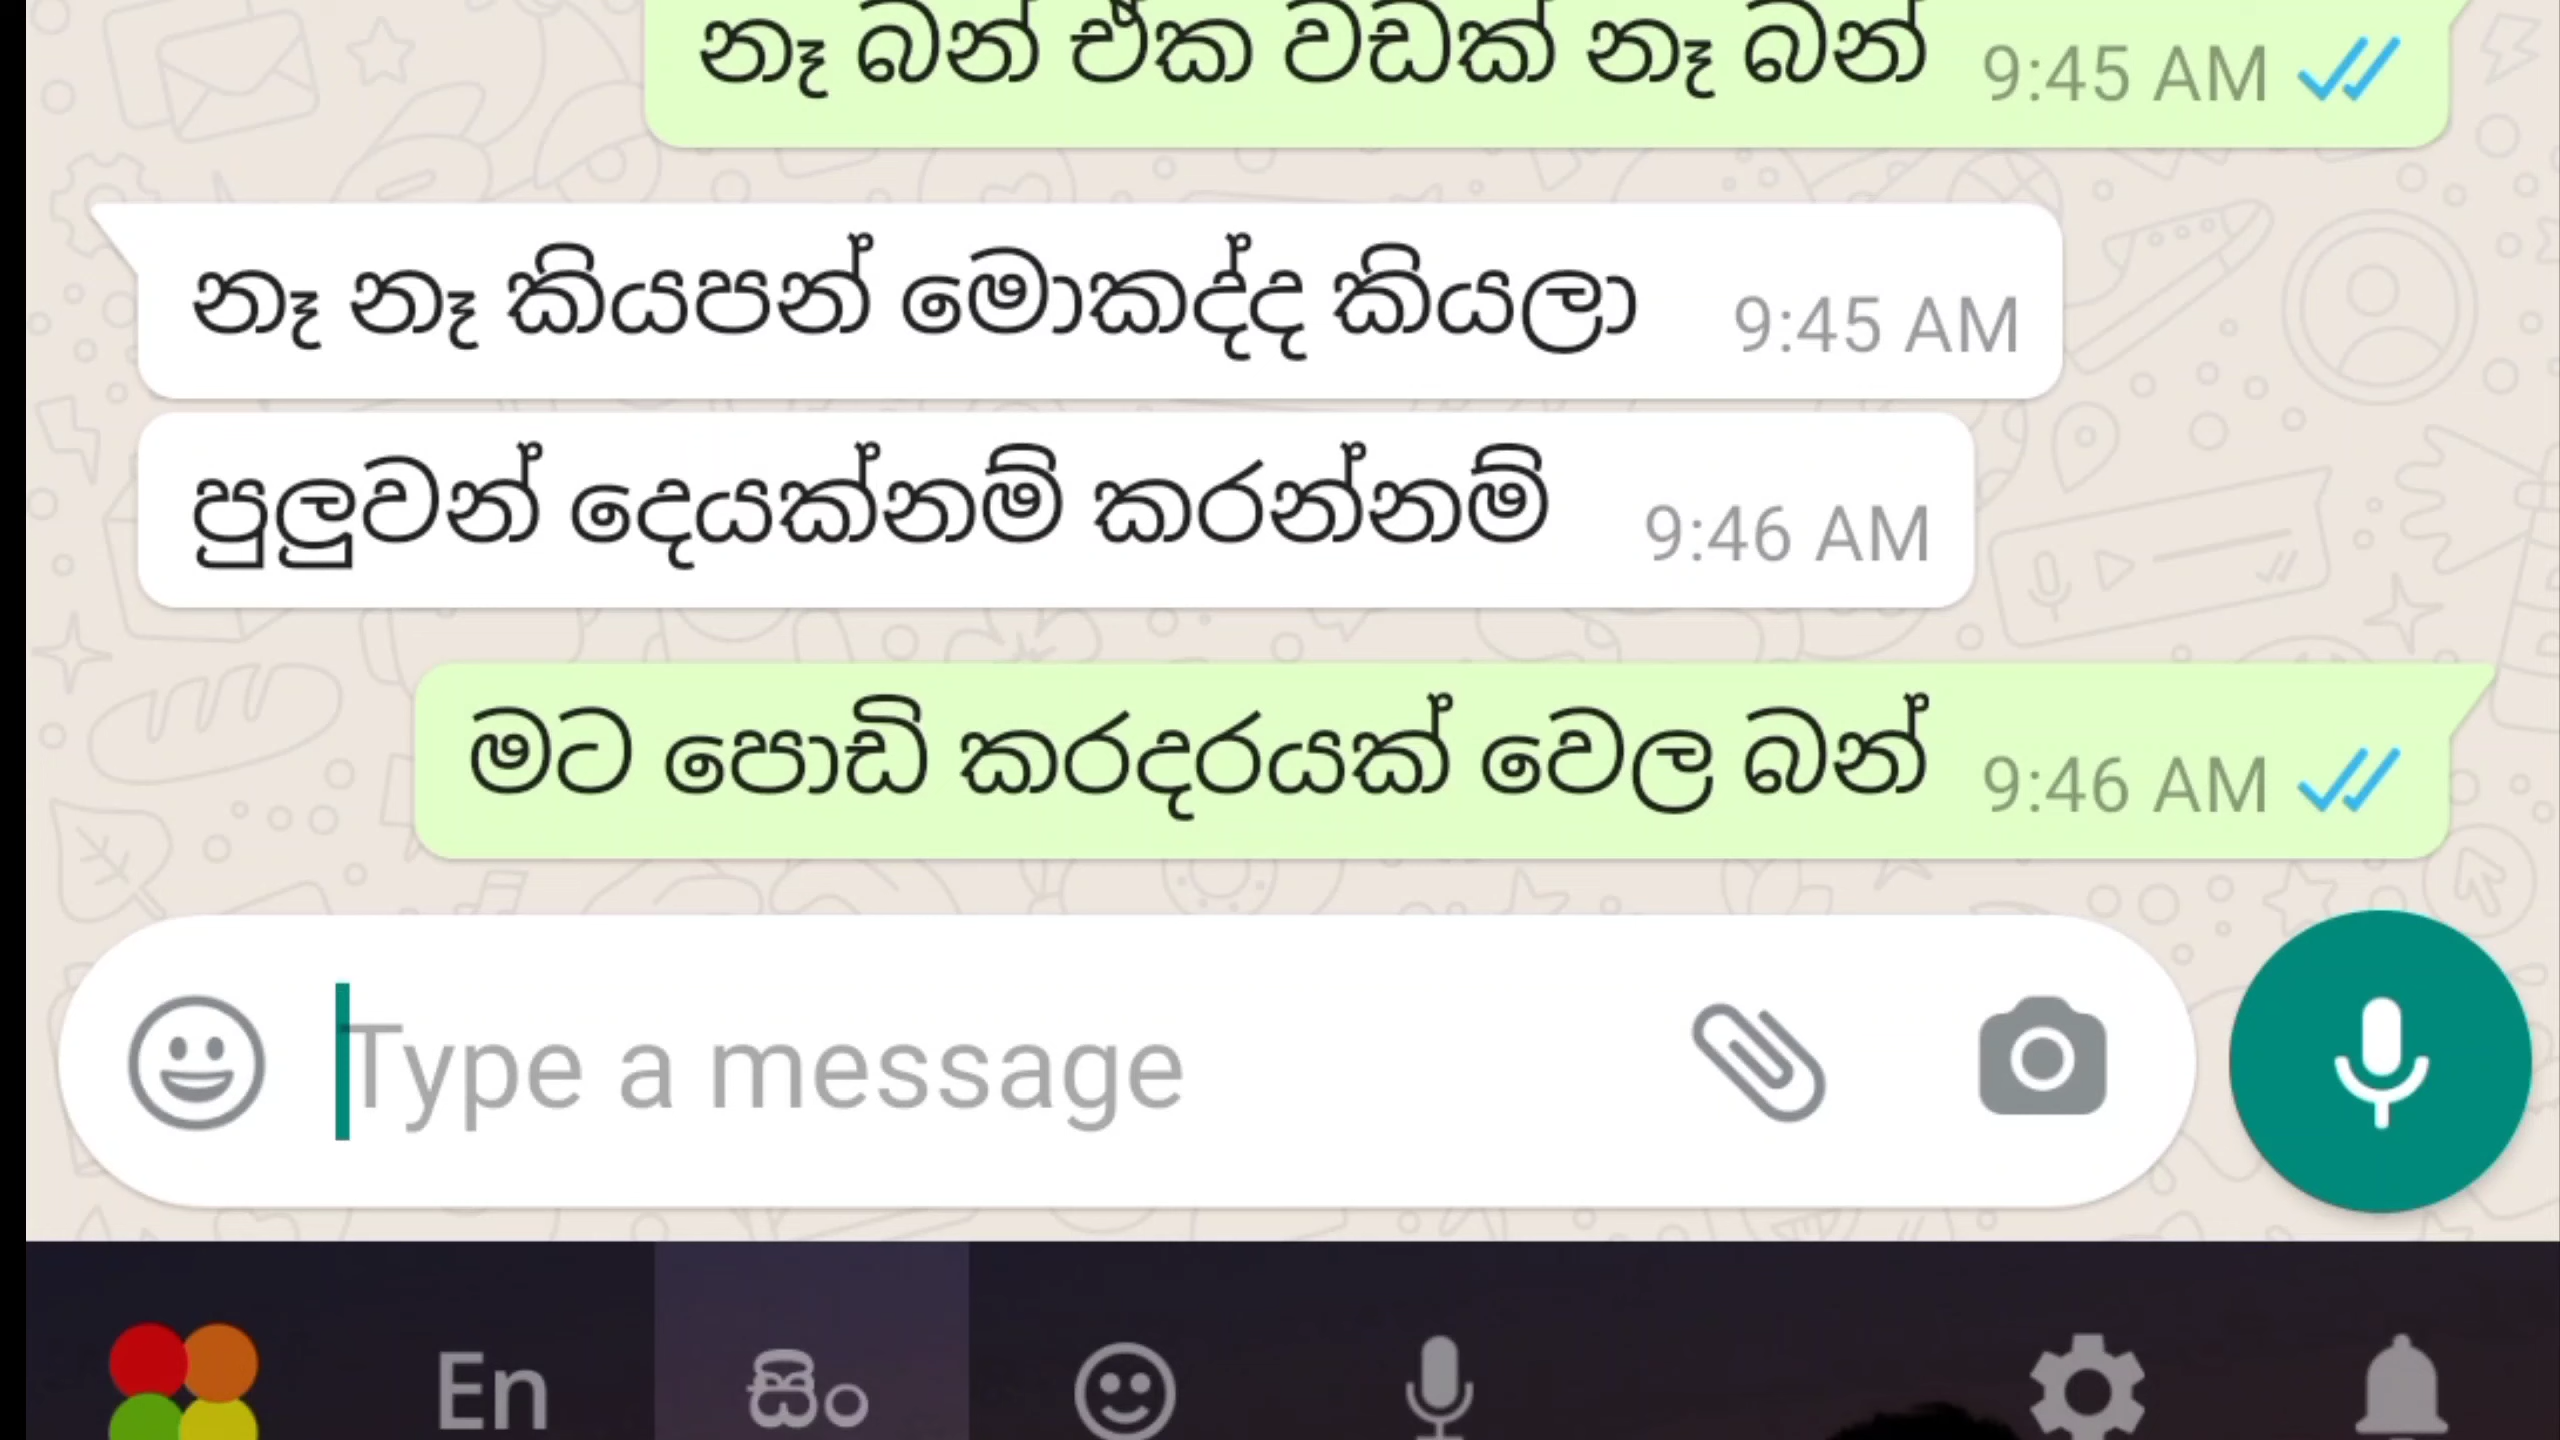 නෑ බන් ඒක වඩක් නෑ බන් 9:45 AM
නෑ නෑ කියපන් මොකද්ද කියලා 9:45 AM
පුලුවන් දෙයක්නම් කරන්නම් 9:46 AM
මට පොඩි කරදරයක් වෙල බන් 9:46 AM
Type a message
En සිං